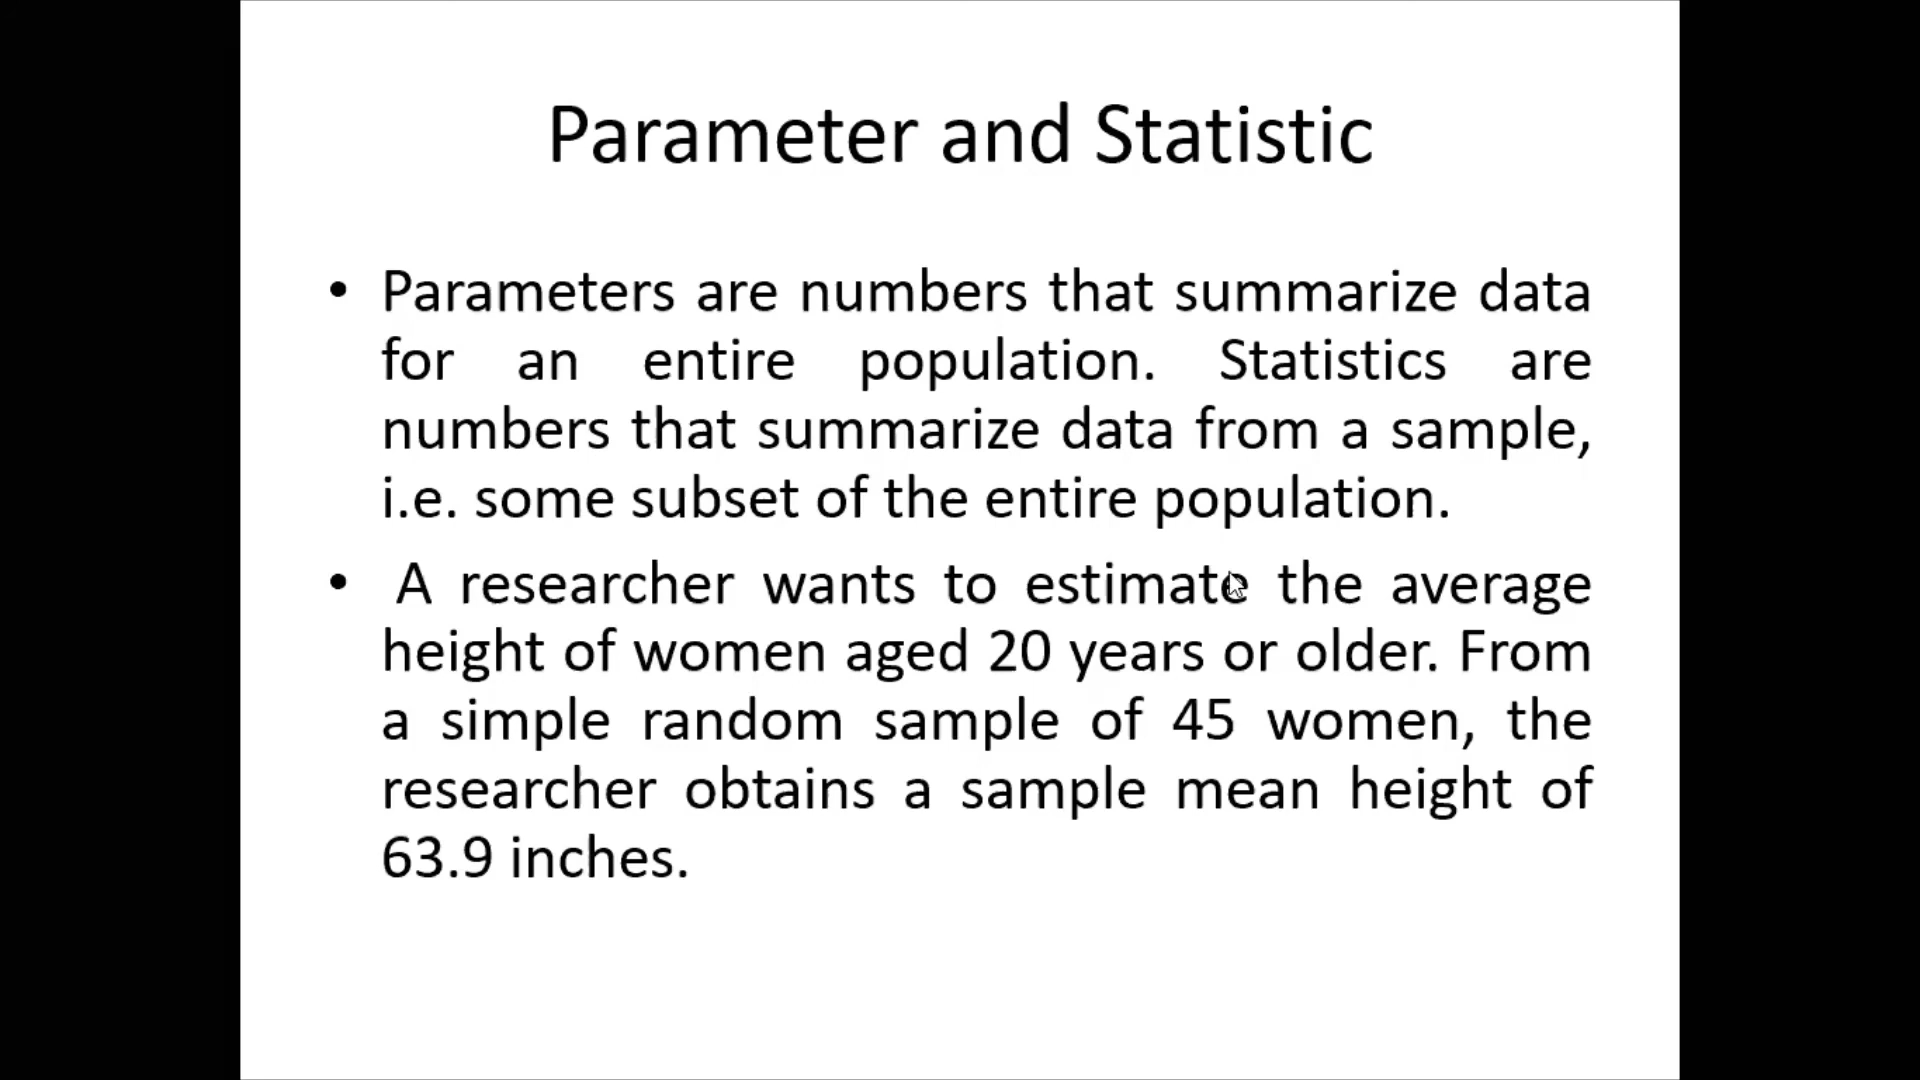 Parameter and Statistic
• Parameters are numbers that summarize data
for an entire population. Statistics are
numbers that summarize data from a sample,
i.e. some subset of the entire population.
• A researcher wants to estimate the average
height of women aged 20 years or older. From
a simple random sample of 45 women, the
researcher obtains a sample mean height of
63.9 inches.